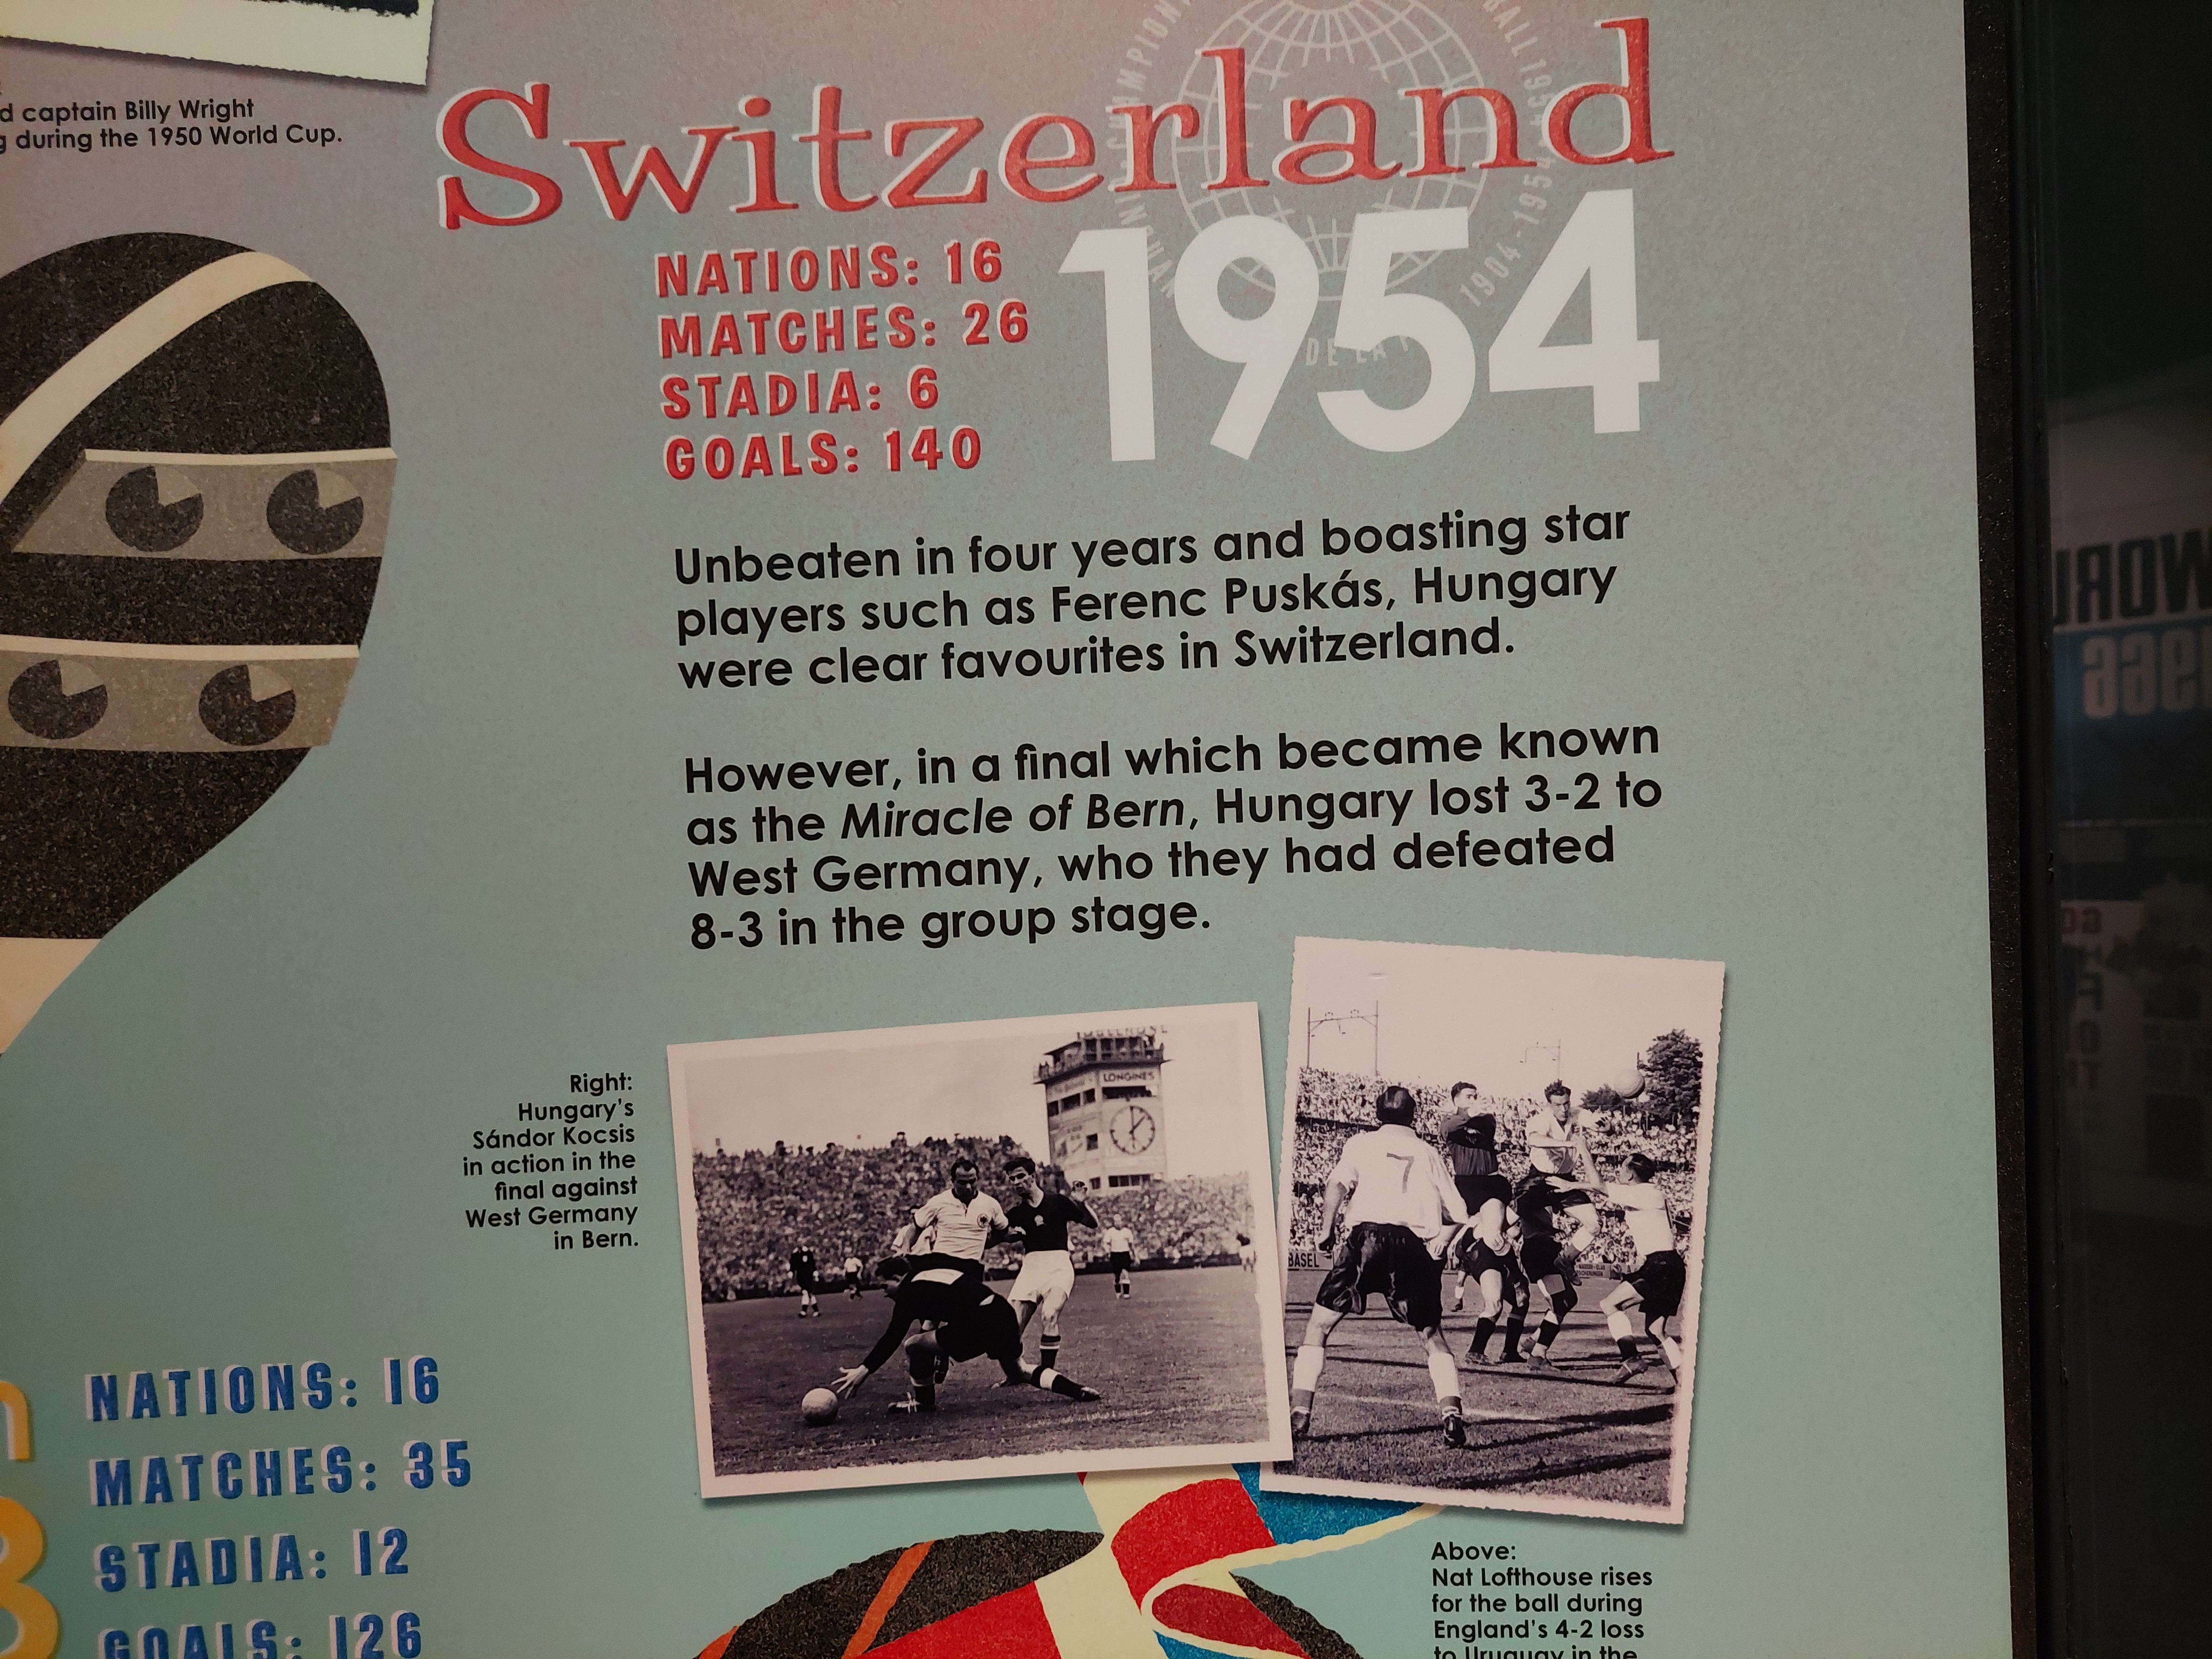 d captain Billy Wright
g during the 1950 World Cup.
Switzerland
1954
NATIONS: 16
MATCHES: 26
STADIA: 6
GOALS: 140
Unbeaten in four years and boasting star
players such as Ferenc Puskás, Hungary
were clear favourites in Switzerland.
However, in a final which became known
as the Miracle of Bern, Hungary lost 3-2 to
West Germany, who they had defeated
8-3 in the group stage.
LONGINES
7
BASEL
Right:
Hungary's
Sándor Kocsis
in action in the
final against
West Germany
in Bern.
NATIONS: 16
MATCHES: 35
STADIA: 12
GOALS: 126
Above:
Nat Lofthouse rises
for the ball during
England's 4-2 loss
to Uruguay in the